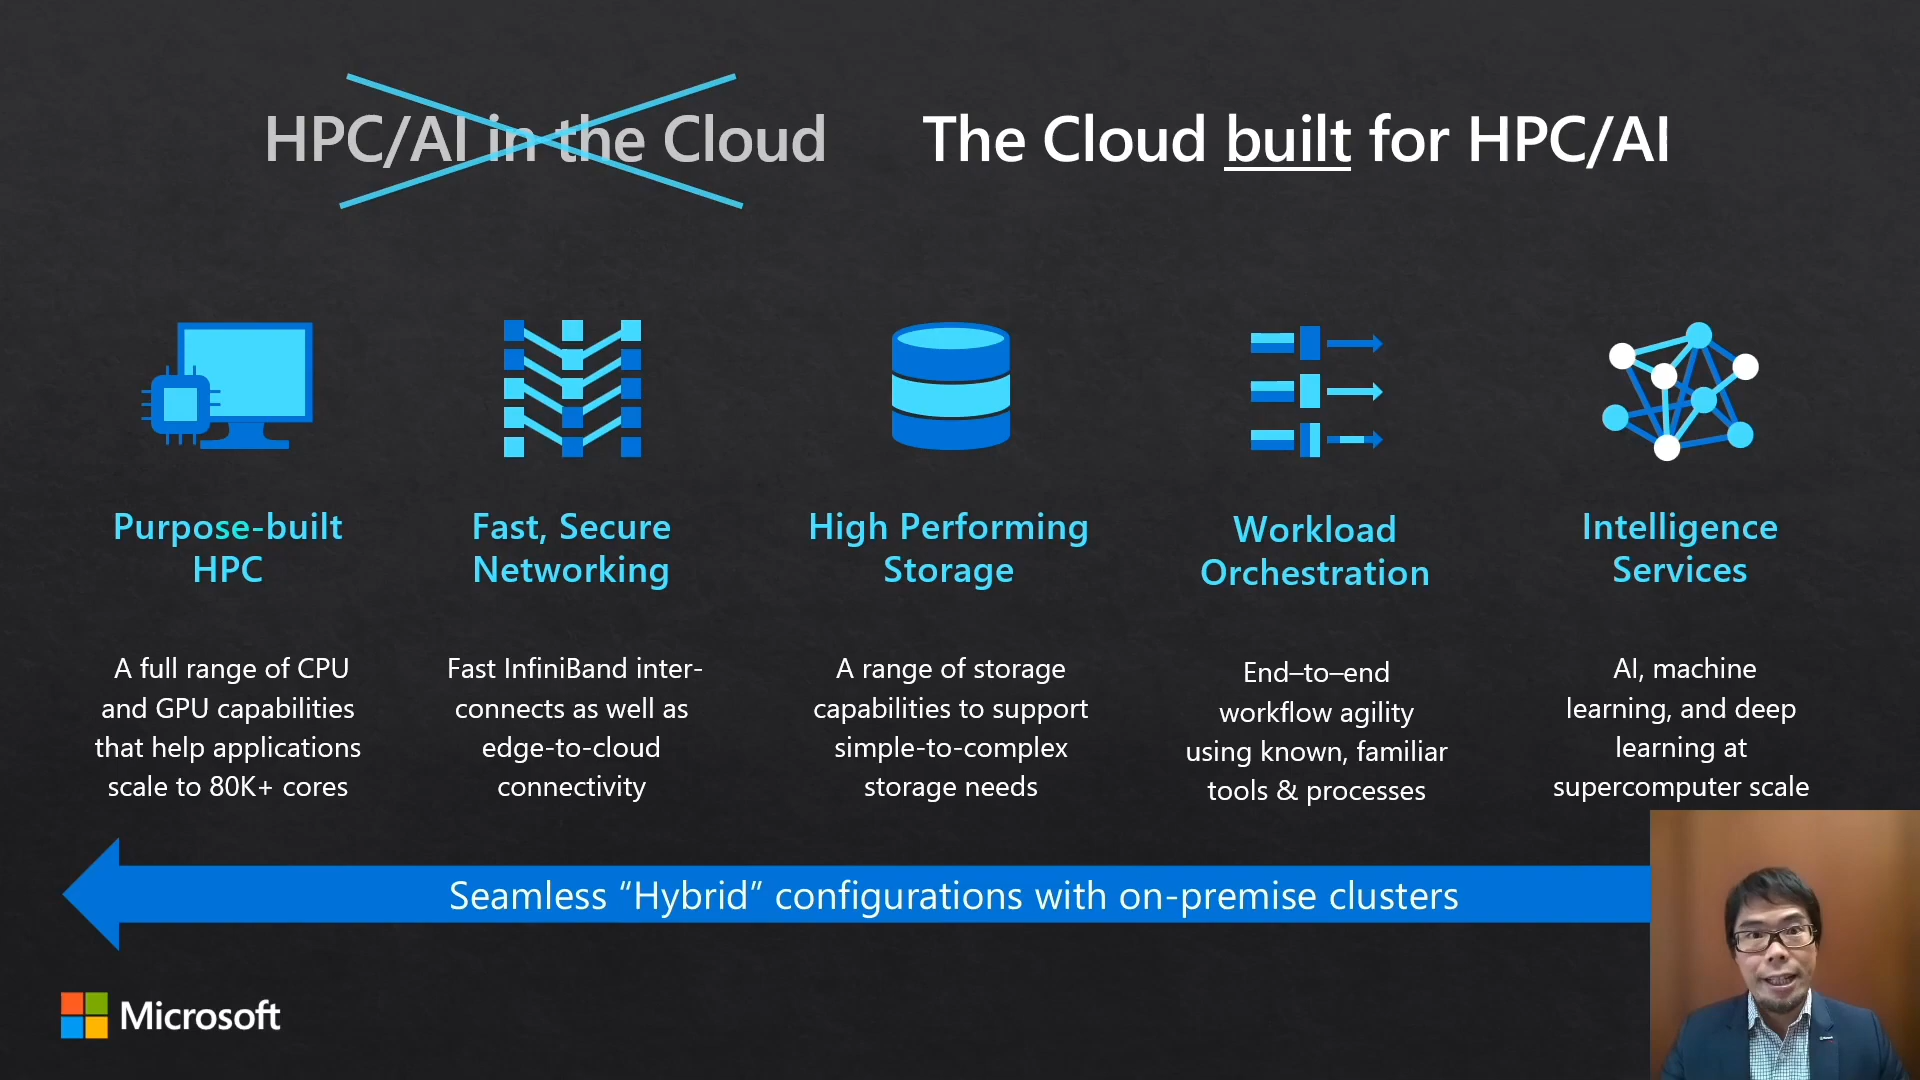 HPC/AI in the Cloud
The Cloud built for HPC/AI
Purpose-built
HPC
A full range of CPU
and GPU capabilities
that help applications
scale to 80K+ cores
Fast, Secure
Networking
Fast InfiniBand inter-
connects as well as
edge-to-cloud
connectivity
High Performing
Storage
A range of storage
capabilities to support
simple-to-complex
storage needs
Workload
Orchestration
End–to–end
workflow agility
using known, familiar
tools & processes
Intelligence
Services
AI, machine
learning, and deep
learning at
supercomputer scale
Seamless “Hybrid” configurations with on-premise clusters
Microsoft